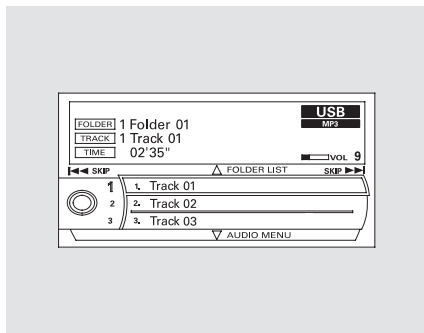 USB
MP3
FOLDER 1 Folder 01
TRACK 1 Track 01
TIME 02'35"
VOL 9
SKIP FOLDER LIST SKIP
1 1. Track 01
2 2. Track 02
3 3. Track 03
AUDIO MENU